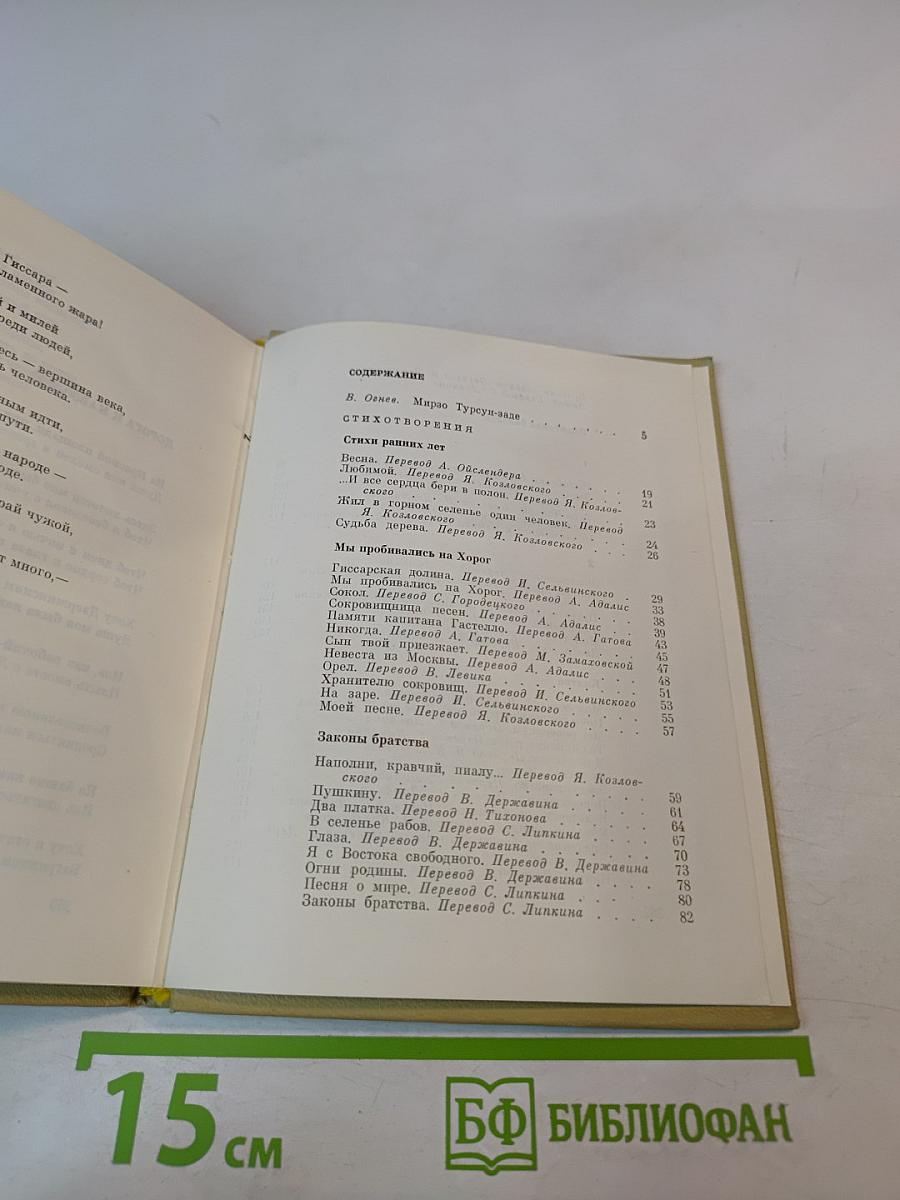 Гиссара —
ламенного жара!
й и милей
реди людей,
есь — вершина века,
ь человека.
ным идти,
пути.
народе —
оде.
рай чужой,
т много,—
СОДЕРЖАНИЕ
В. Огнев. Мирзо Турсун-заде . . . . . . . 5
СТИХОТВОРЕНИЯ
Стихи ранних лет
Весна. Перевод А. Ойслендера . . . . . . . 19
Любимой. Перевод Я. Козловского . . . . . 21
...И все сердца бери в полон. Перевод Я. Козлов-
ского . . . . . . . . . . . . 23
Жил в горном селенье один человек. Перевод
Я. Козловского . . . . . . . . . 24
Судьба дерева. Перевод Я. Козловского . . . 26
Мы пробивались на Хорог
Гиссарская долина. Перевод И. Сельвинского . 29
Мы пробивались на Хорог. Перевод А. Адалис 33
Сокол. Перевод С. Городецкого . . . . . . 38
Сокровищница песен. Перевод А. Адалис . . 39
Памяти капитана Гастелло. Перевод А. Гатова 43
Никогда. Перевод А. Гатова . . . . . . . 45
Сын твой приезжает. Перевод М. Замаховской 47
Невеста из Москвы. Перевод А. Адалис . . . 48
Орел. Перевод В. Левика . . . . . . . . 51
Хранителю сокровищ. Перевод И. Сельвинского 53
На заре. Перевод И. Сельвинского . . . . . 55
Моей песне. Перевод Я. Козловского . . . . 57
Законы братства
Наполни, кравчий, пиалу... Перевод Я. Козлов-
ского . . . . . . . . . . . . 59
Пушкину. Перевод В. Державина . . . . . 61
Два платка. Перевод Н. Тихонова . . . . . 64
В селенье рабов. Перевод С. Липкина . . . . 67
Глаза. Перевод В. Державина . . . . . . . 70
Я с Востока свободного. Перевод В. Державина 73
Огни родины. Перевод В. Державина . . . . 78
Песня о мире. Перевод С. Липкина . . . . . 80
Законы братства. Перевод С. Липкина . . . . 82
15 см
БФ БИБЛИОФАН